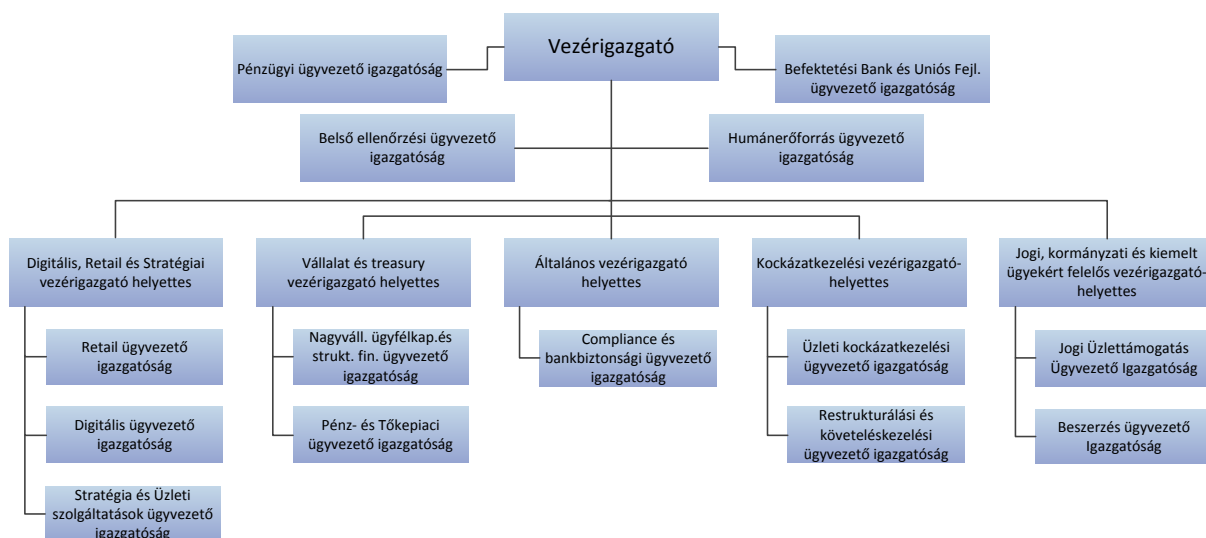 Vezérigazgató
Pénzügyi ügyvezető igazgatóság
Befektetési Bank és Uniós Fejl.
ügyvezető igazgatóság
Belső ellenőrzési ügyvezető
igazgatóság
Humánerőforrás ügyvezető
igazgatóság
Digitális, Retail és Stratégiai
vezérigazgató helyettes
Vállalat és treasury
vezérigazgató helyettes
Általános vezérigazgató
helyettes
Kockázatkezelési vezérigazgató-
helyettes
Jogi, kormányzati és kiemelt
ügyekért felelős vezérigazgató-
helyettes
Retail ügyvezető
igazgatóság
Nagyváll. ügyfélkap.és
strukt. fin. ügyvezető
igazgatóság
Compliance és
bankbiztonsági ügyvezető
igazgatóság
Üzleti kockázatkezelési
ügyvezető igazgatóság
Jogi Üzlettámogatás
Ügyvezető Igazgatóság
Digitális ügyvezető
igazgatóság
Pénz- és Tőkepiaci
ügyvezető igazgatóság
Restrukturálási és
követeléskezelési
ügyvezető igazgatóság
Beszerzés ügyvezető
Igazgatóság
Stratégia és Üzleti
szolgáltatások ügyvezető
igazgatóság